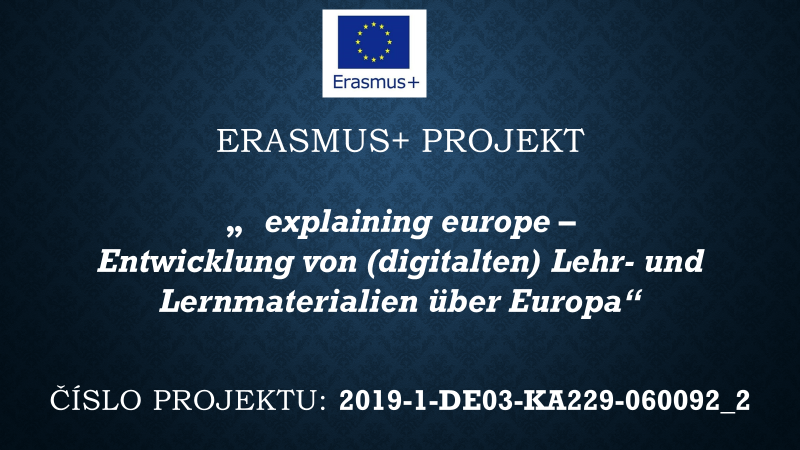 Erasmus+
ERASMUS+ PROJEKT
„ explaining europe –
Entwicklung von (digitalten) Lehr- und
Lernmaterialien über Europa“
ČÍSLO PROJEKTU: 2019-1-DE03-KA229-060092_2